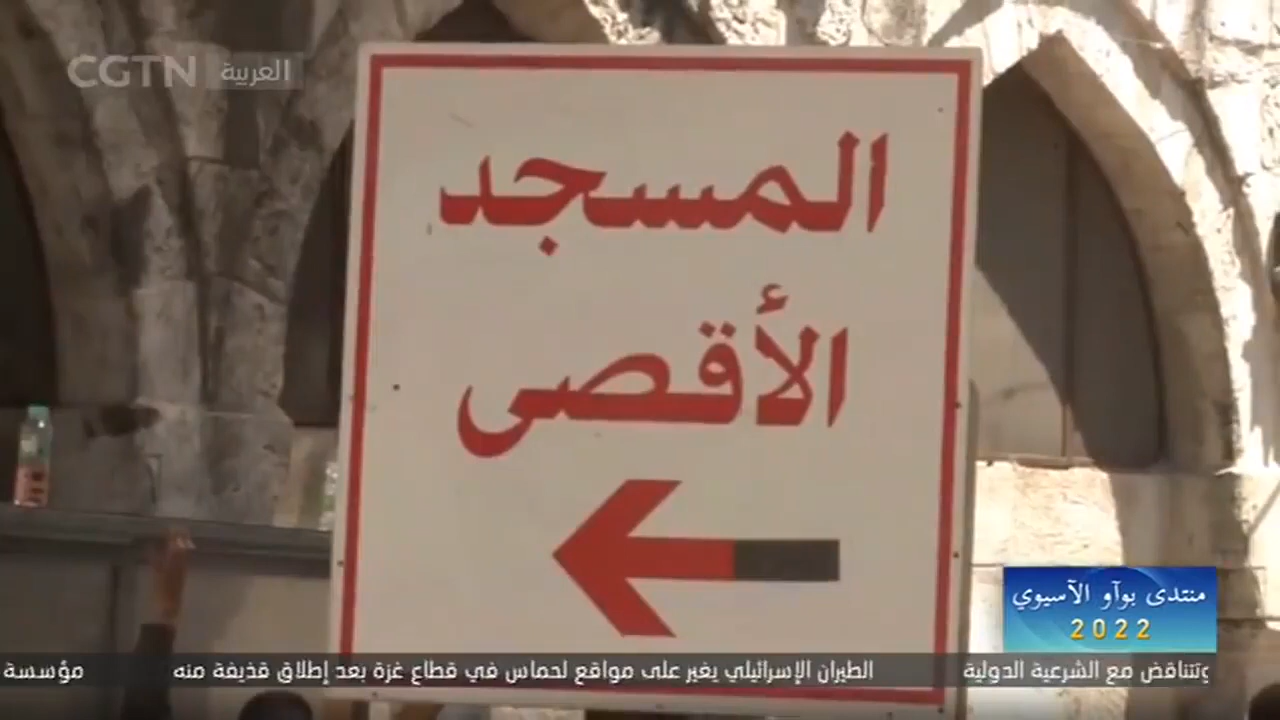 CGTN العربية
المسجد
الأقصى
منتدى بوآو الآسيوي
2022
وتتناقض مع الشرعية الدولية الطيران الإسرائيلي يغير على مواقع لحماس في قطاع غزة بعد إطلاق قذيفة منه مؤسسة